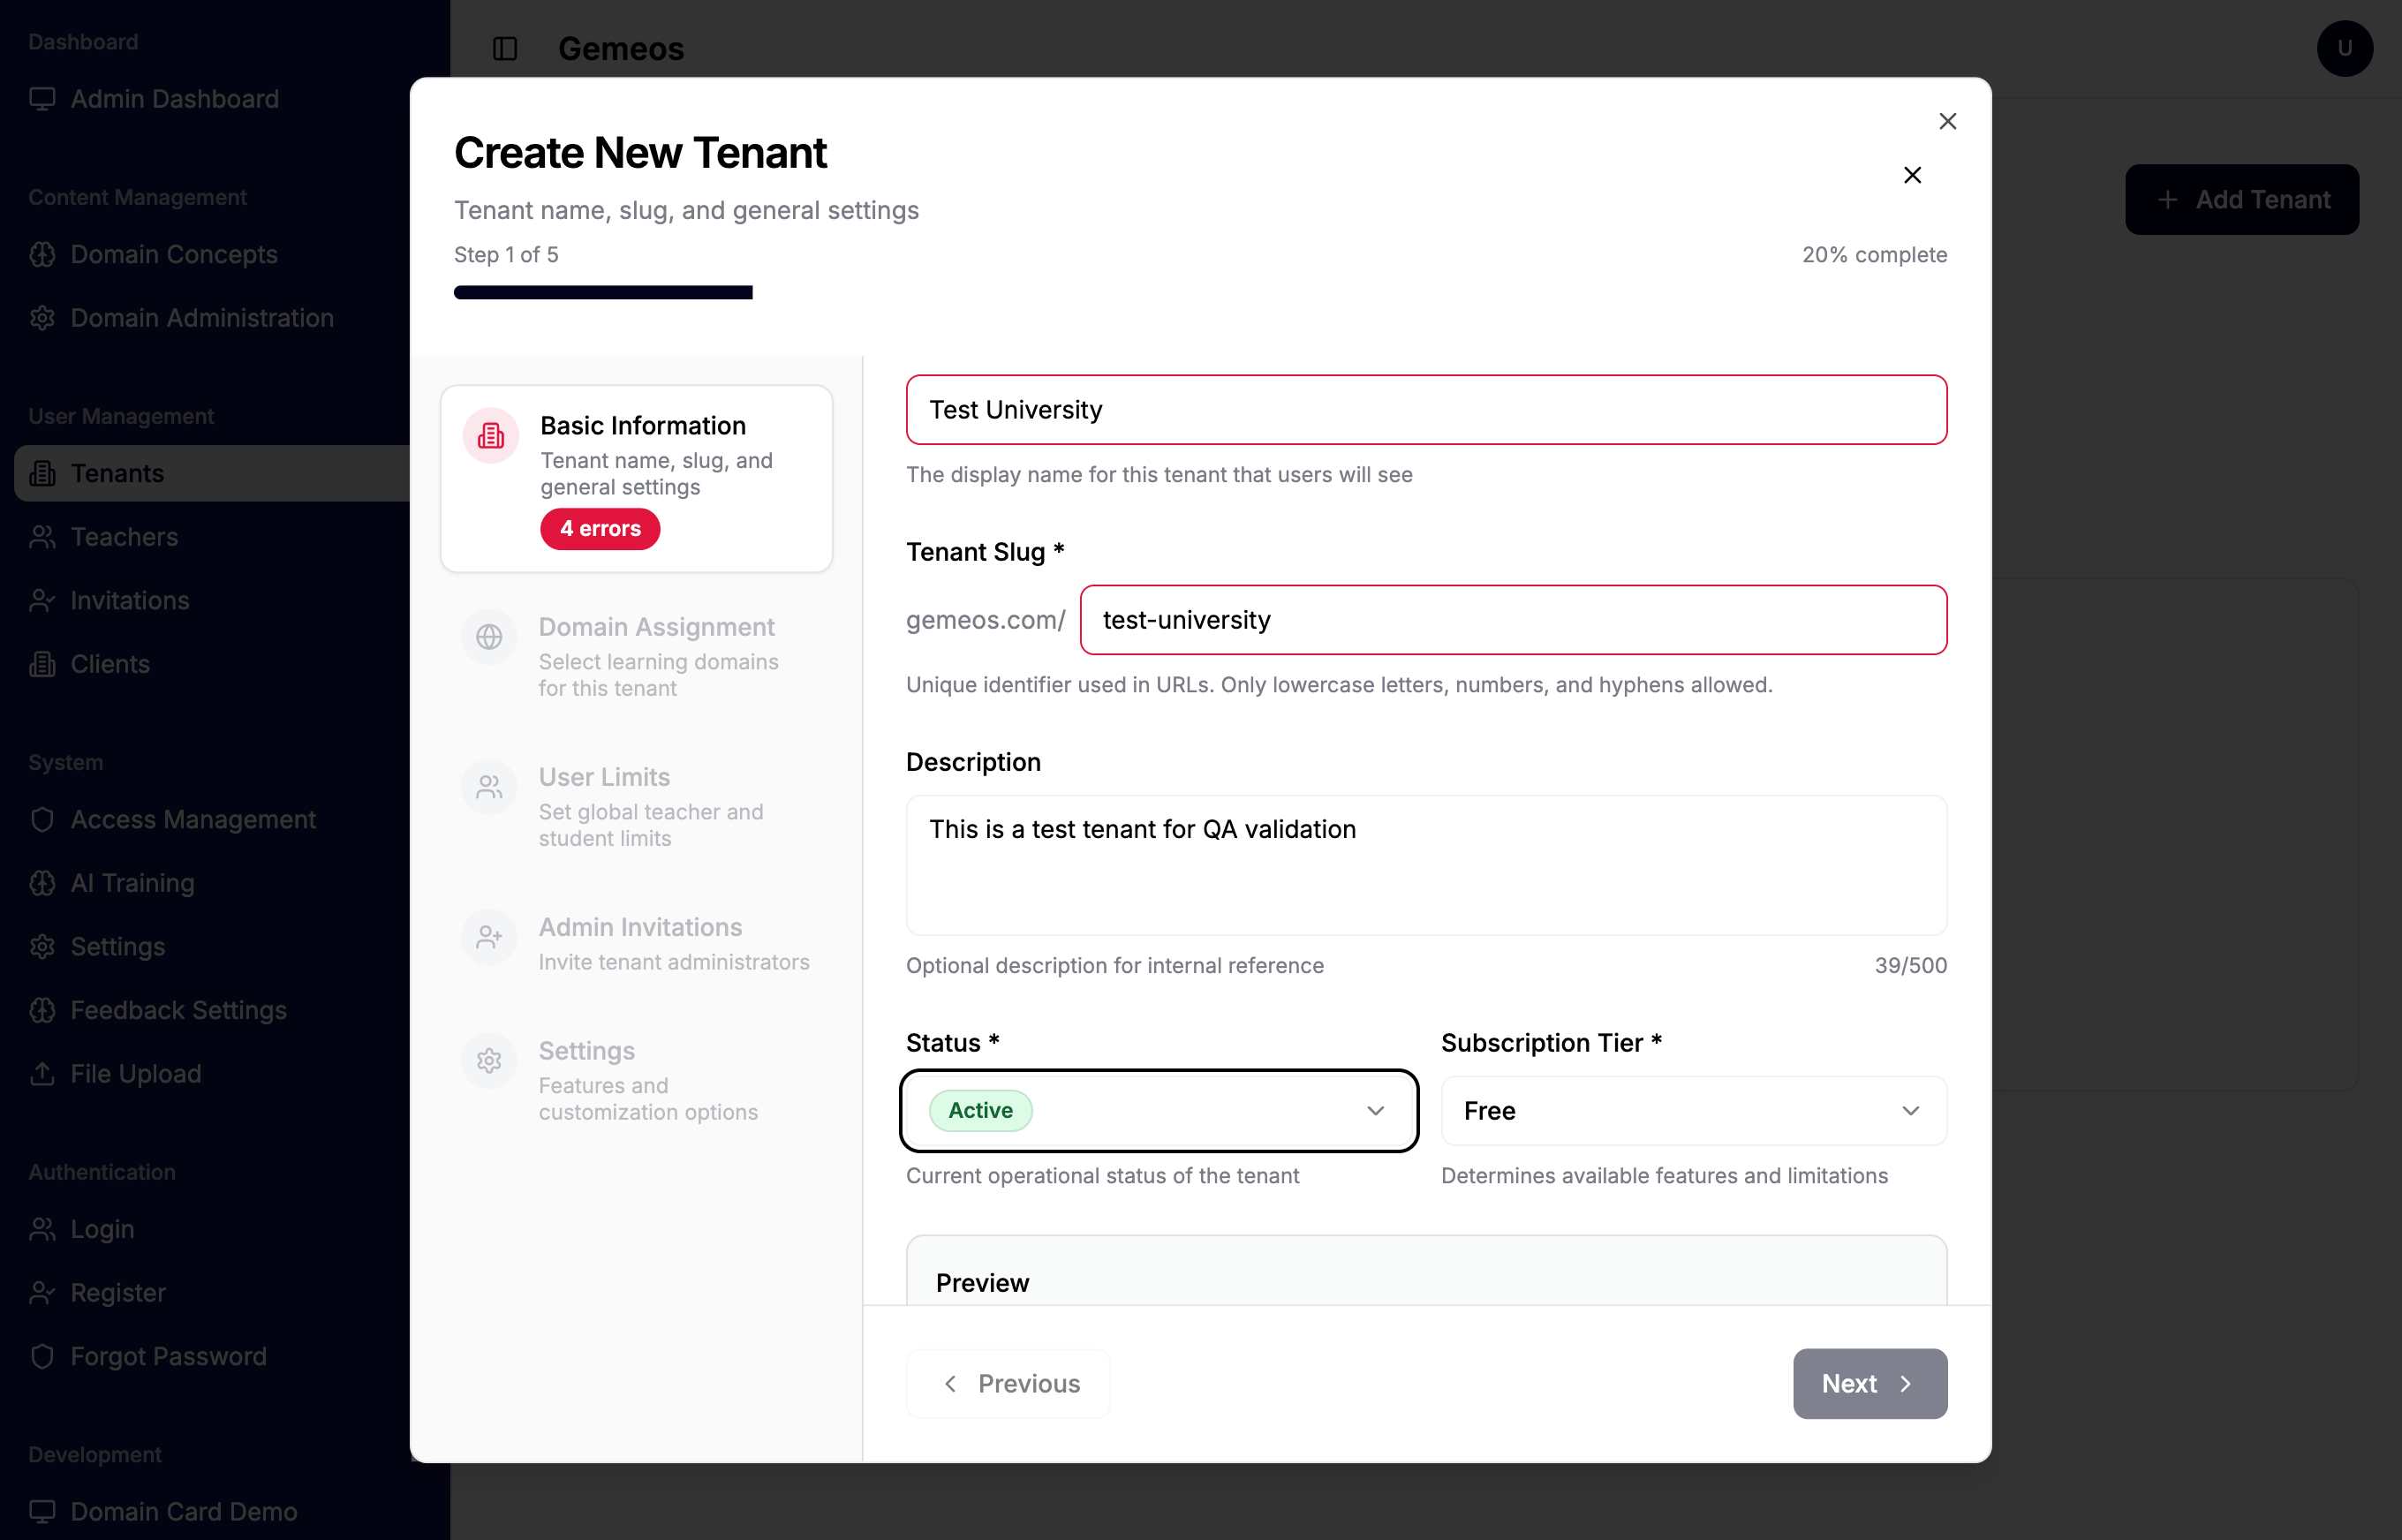 Dashboard
Admin Dashboard
Content Management
Domain Concepts
Domain Administration
User Management
Tenants
Teachers
Invitations
Clients
System
Access Management
AI Training
Settings
Feedback Settings
File Upload
Authentication
Login
Register
Forgot Password
Development
Domain Card Demo
Gemeos
U
Add Tenant
Create New Tenant
Tenant name, slug, and general settings
Step 1 of 5
20% complete
Basic Information
Tenant name, slug, and
general settings
4 errors
Domain Assignment
Select learning domains
for this tenant
User Limits
Set global teacher and
student limits
Admin Invitations
Invite tenant administrators
Settings
Features and
customization options
Test University
The display name for this tenant that users will see
Tenant Slug *
gemeos.com/ test-university
Unique identifier used in URLs. Only lowercase letters, numbers, and hyphens allowed.
Description
This is a test tenant for QA validation
Optional description for internal reference
39/500
Status *
Active
Current operational status of the tenant
Subscription Tier *
Free
Determines available features and limitations
Preview
Previous
Next